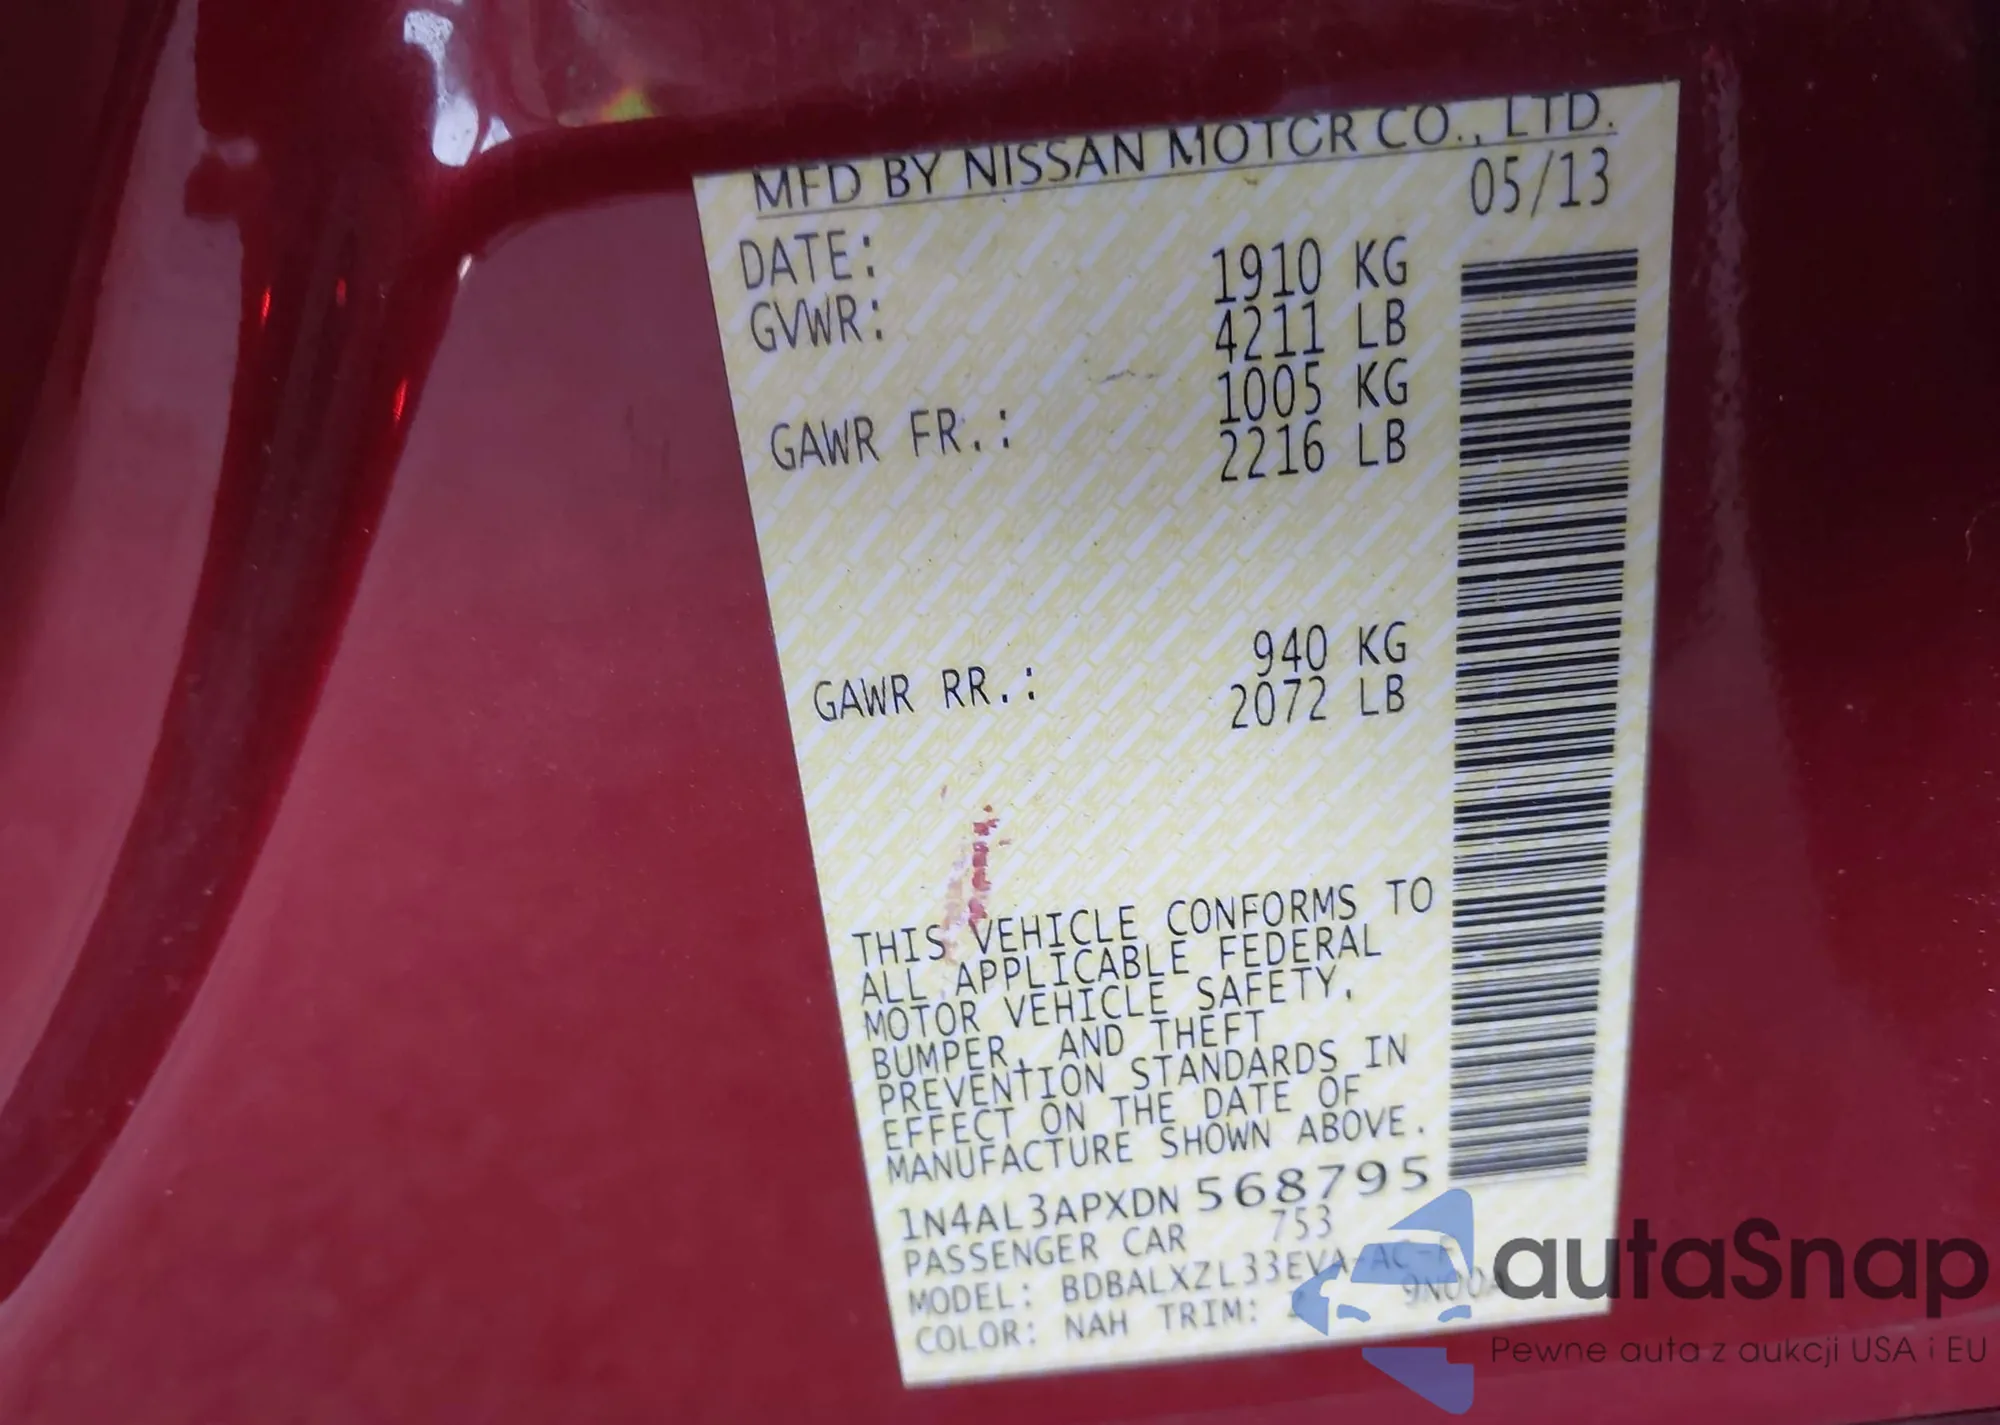 MFD BY NISSAN MOTOR CO., LTD.
DATE: 05/13
GVWR: 1910 KG
4211 LB
GAWR FR.: 1005 KG
2216 LB
GAWR RR.: 940 KG
2072 LB
THIS VEHICLE CONFORMS TO
ALL APPLICABLE FEDERAL
MOTOR VEHICLE SAFETY,
BUMPER, AND THEFT
PREVENTION STANDARDS IN
EFFECT ON THE DATE OF
MANUFACTURE SHOWN ABOVE.
1N4AL3APXDN 568795
PASSENGER CAR 753
MODEL: BDBALXZL33EVA-AC-F
COLOR: NAH TRIM:
autaSnap
Pewne auta z aukcji USA i EU